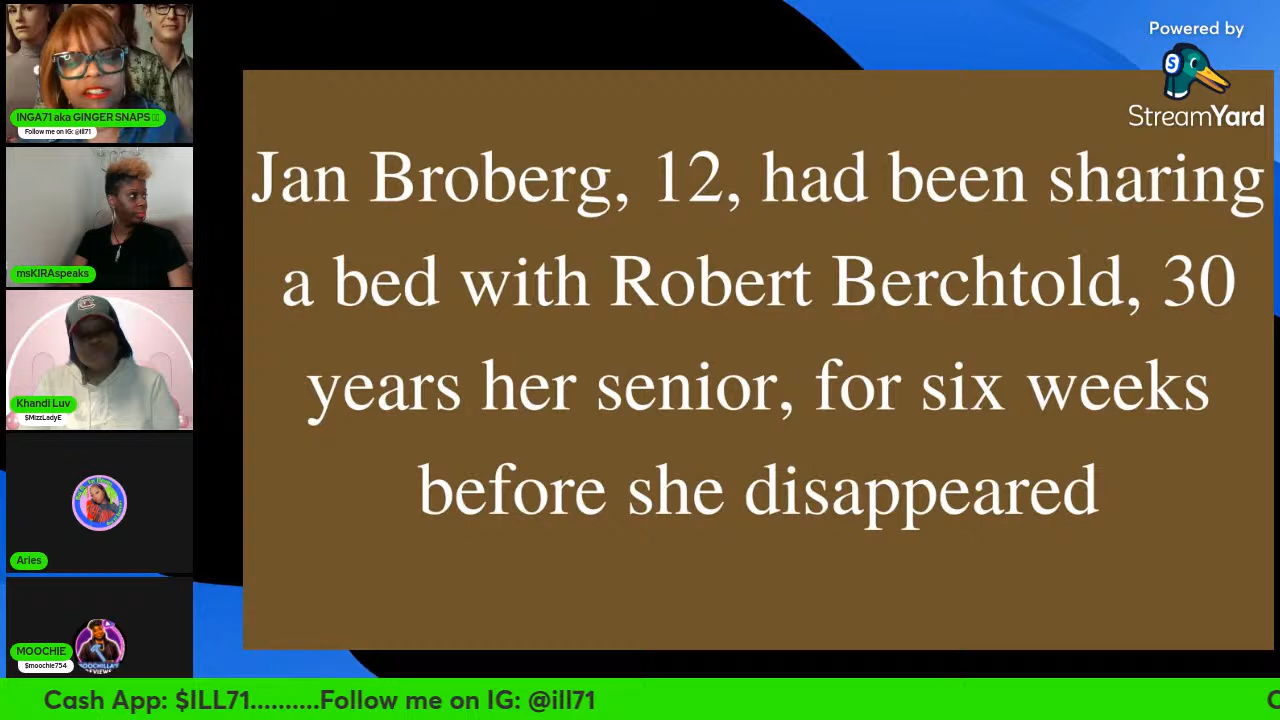 INGA71 aka GINGER SNAPS
Follow me on IG: @ill71
msKIRAspeaks
Khandi Luv
$MizzLadyE
Aries
MOOCHIE
$moochie754
Powered by
StreamYard
Jan Broberg, 12, had been sharing
a bed with Robert Berchtold, 30
years her senior, for six weeks
before she disappeared
Cash App: $ILL71..........Follow me on IG: @ill71